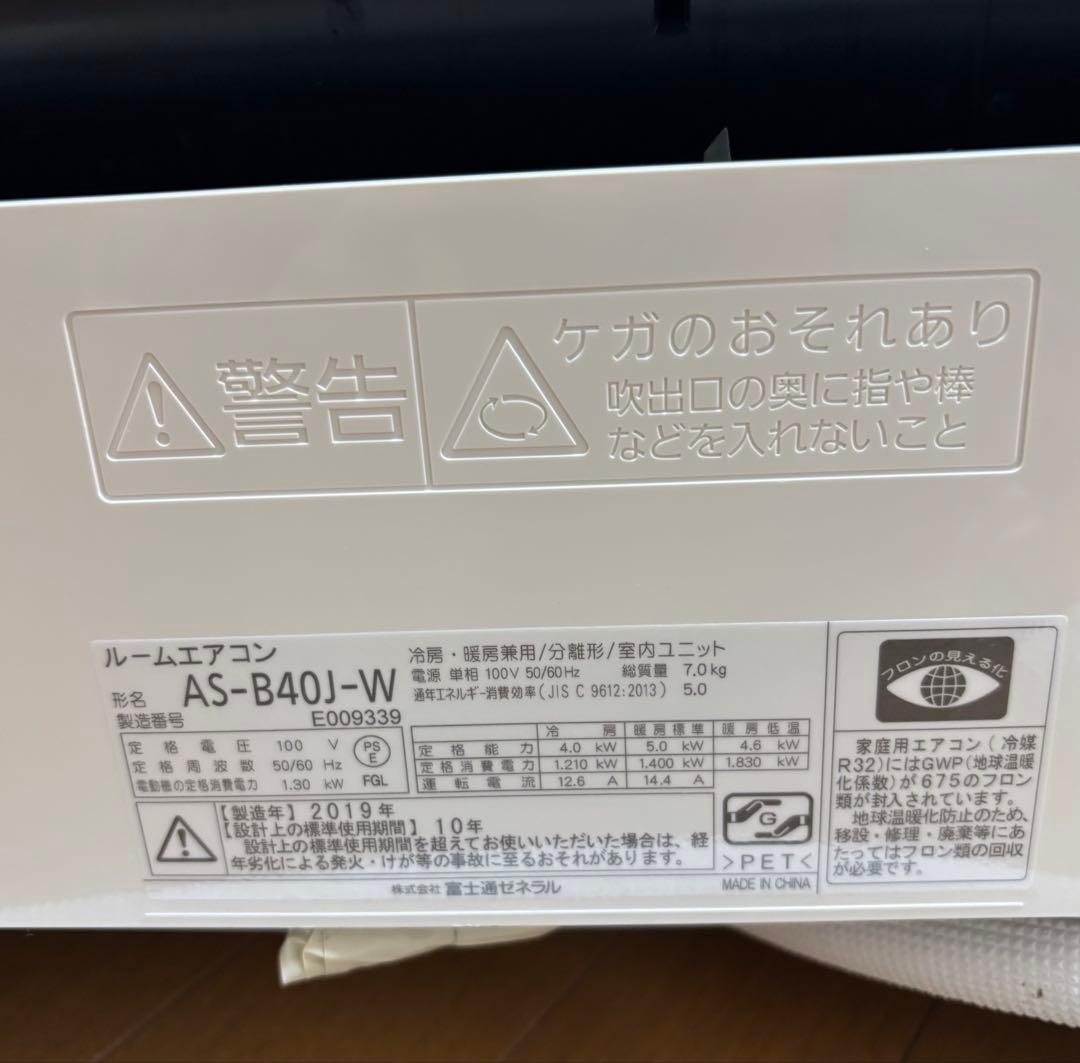 警告
ケガのおそれあり
吹出口の奥に指や棒
などを入れないこと
ルームエアコン
形名 AS-B40J-W
製造番号 E009339
冷房・暖房兼用/分離形/室内ユニット
電源 単相 100V 50/60Hz 総質量 7.0kg
通年エネルギー消費効率(JIS C 9612:2013) 5.0
定格電圧 100 V
定格周波数 50/60 Hz
電動機の定格消費電力 1.30 kW
PS
E
FGL
冷房 暖房標準 暖房低温
定格能力 4.0 kW 5.0 kW 4.6 kW
定格消費電力 1.210 kW 1.400 kW 1.830 kW
運転電流 12.6 A 14.4 A
【製造年】2019年
【設計上の標準使用期間】10年
設計上の標準使用期間を超えてお使いいただいた場合は、経
年劣化による発火・けが等の事故に至るおそれがあります。
G
>PET<
MADE IN CHINA
株式会社 富士通ゼネラル
フロンの見える化
家庭用エアコン(冷媒
R32)にはGWP(地球温暖
化係数)が675のフロン
類が封入されています。
地球温暖化防止のため、
移設・修理・廃棄等にあ
たってはフロン類の回収
が必要です。